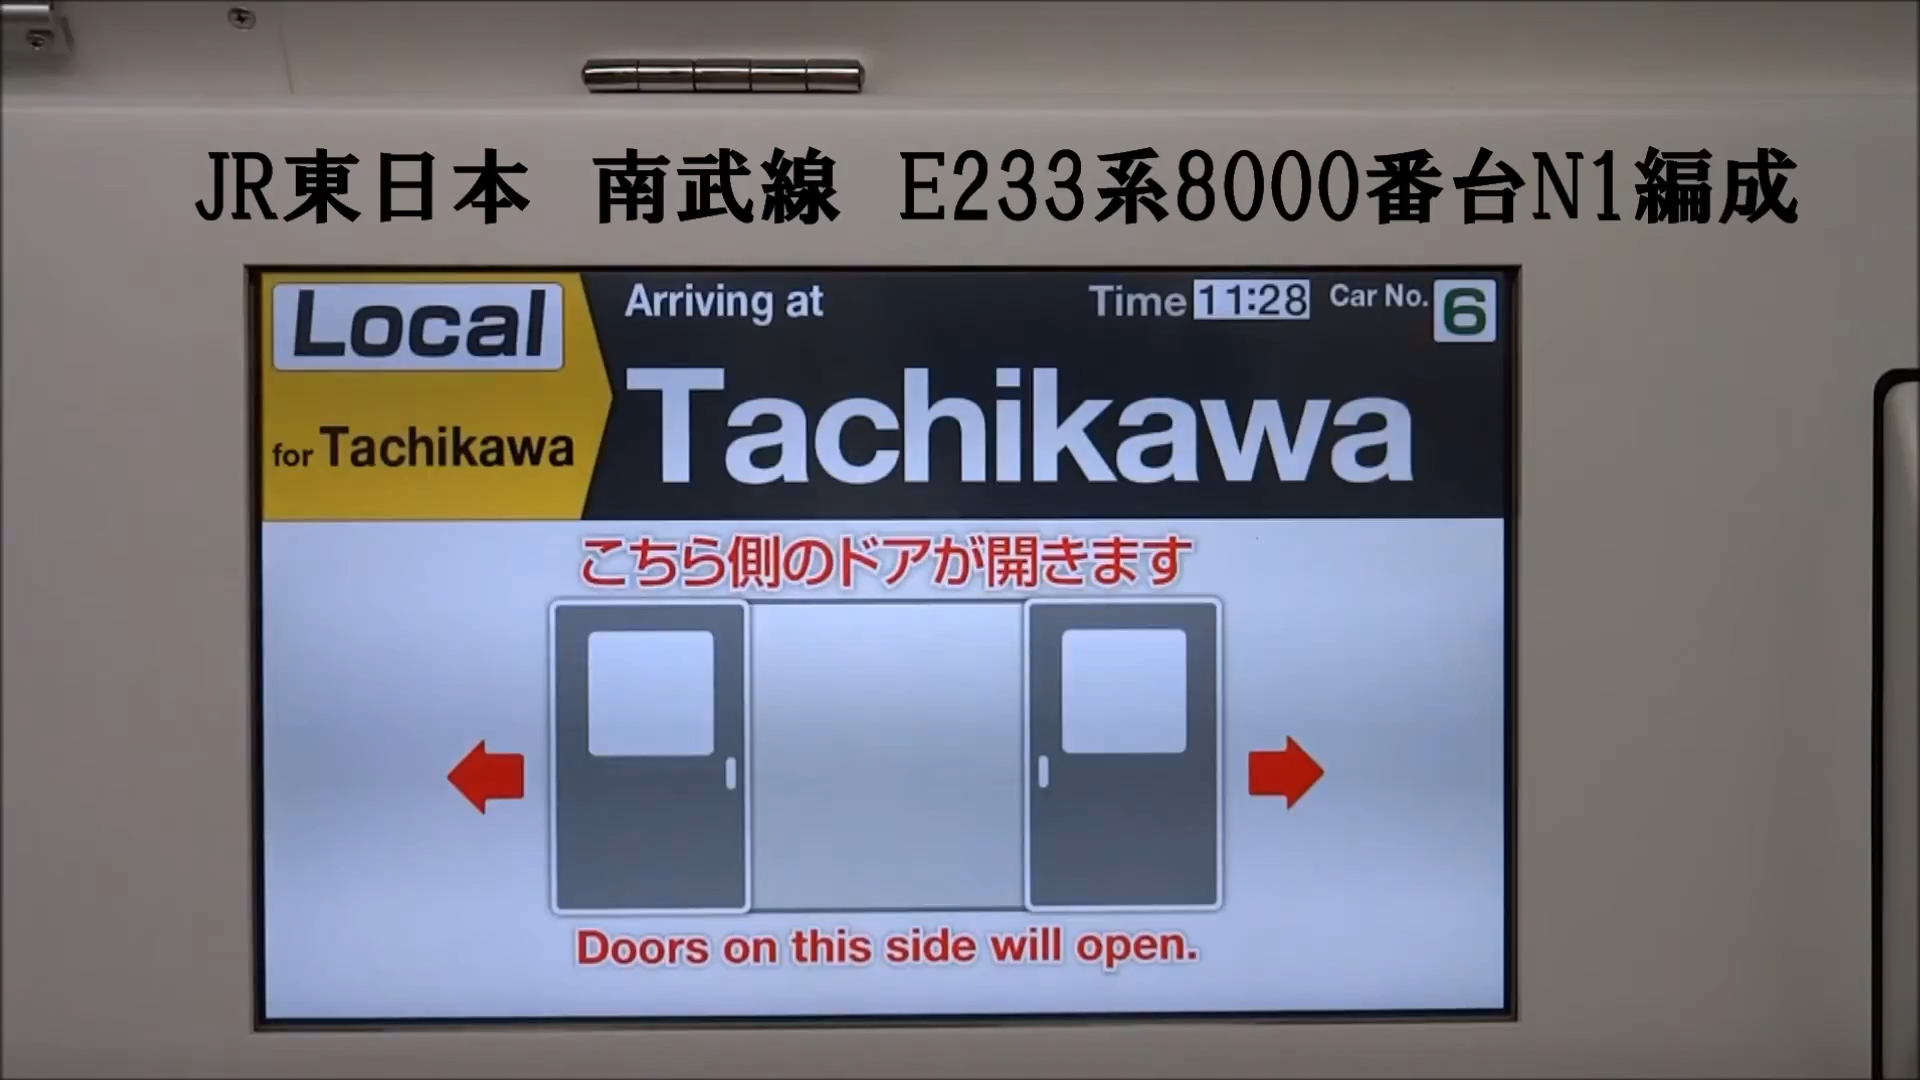 JR東日本　南武線　E233系8000番台N1編成
Local
for Tachikawa
Arriving at
Time 11:28 Car No. 6
Tachikawa
こちら側のドアが開きます
Doors on this side will open.